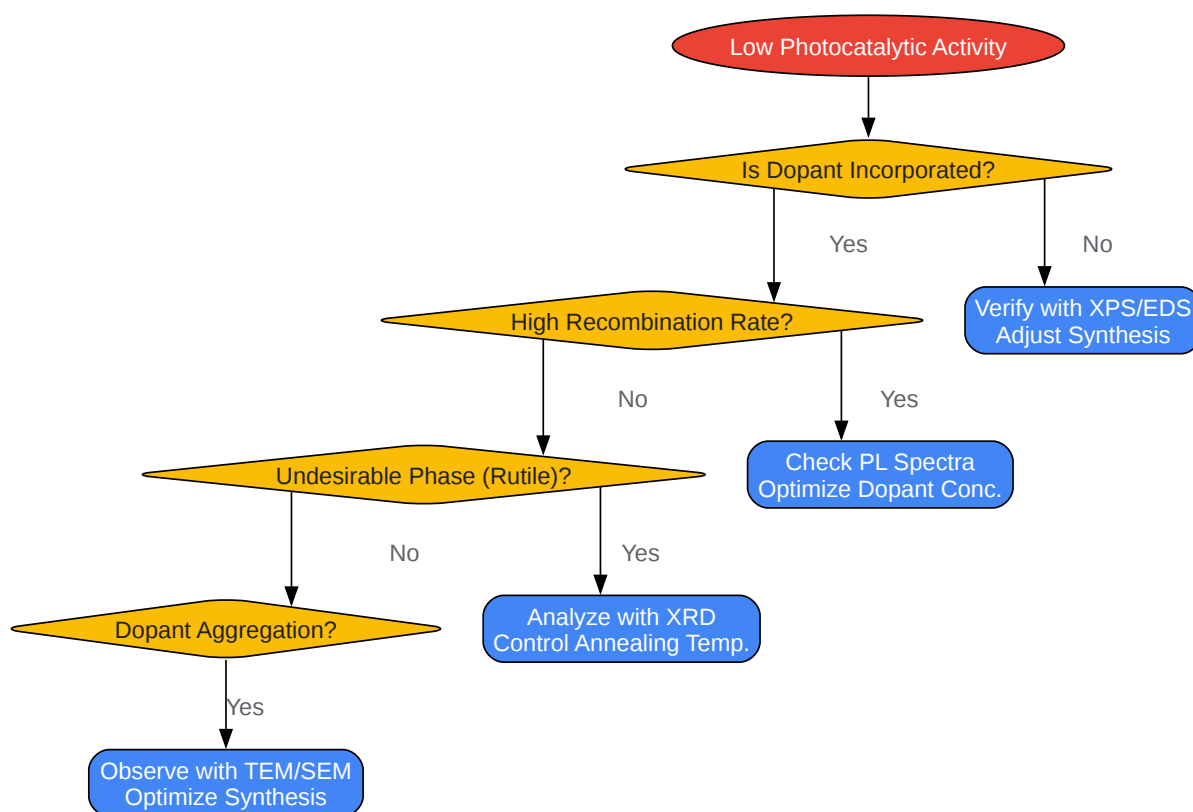 Low Photocatalytic Activity
Is Dopant Incorporated?
Yes
No
High Recombination Rate?
Verify with XPS/EDS
Adjust Synthesis
No
Yes
Undesirable Phase (Rutile)?
Check PL Spectra
Optimize Dopant Conc.
No
Yes
Dopant Aggregation?
Analyze with XRD
Control Annealing Temp.
Yes
Observe with TEM/SEM
Optimize Synthesis